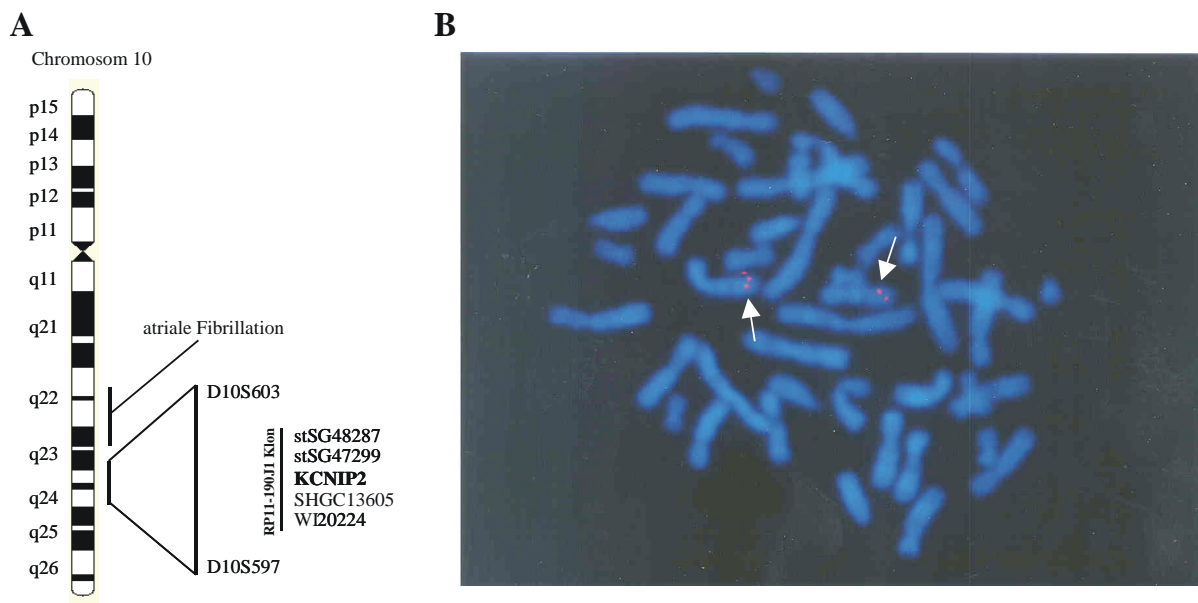 A
Chromosom 10
p15
p14
p13
p12
p11
q11
q21
q22
q23
q24
q25
q26
atriale Fibrillation
D10S603
RP11-190J1 Klon
stSG48287
stSG47299
KCNIP2
SHGC13605
WI20224
D10S597
B